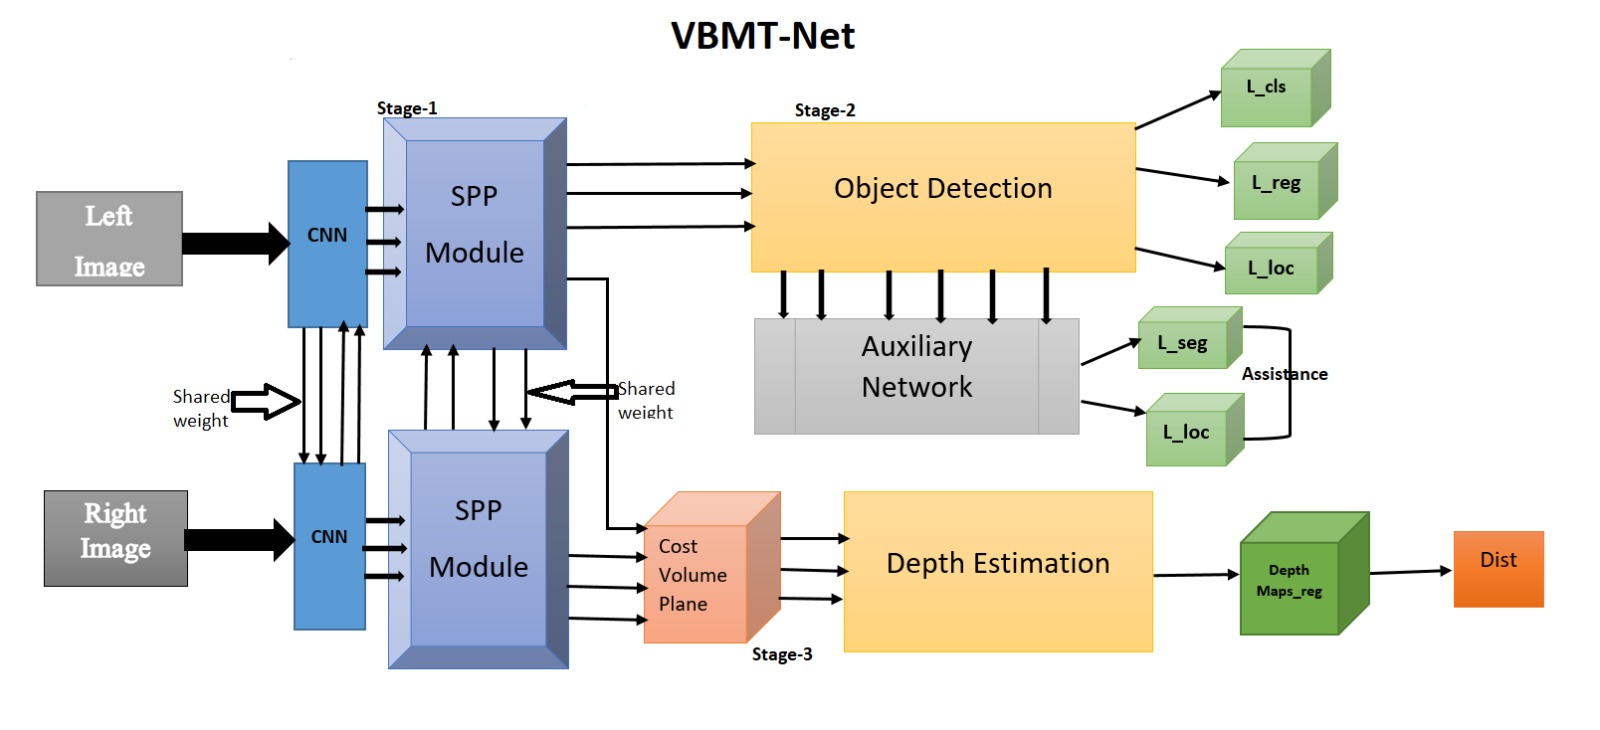 VBMT-Net
Stage-1
Stage-2
Left
Image
CNN
SPP
Module
Object Detection
L_cls
L_reg
L_loc
Auxiliary
Network
L_seg
Assistance
L_loc
Shared
weight
Shared
weight
Right
Image
CNN
SPP
Module
Cost
Volume
Plane
Stage-3
Depth Estimation
Depth
Maps_reg
Dist